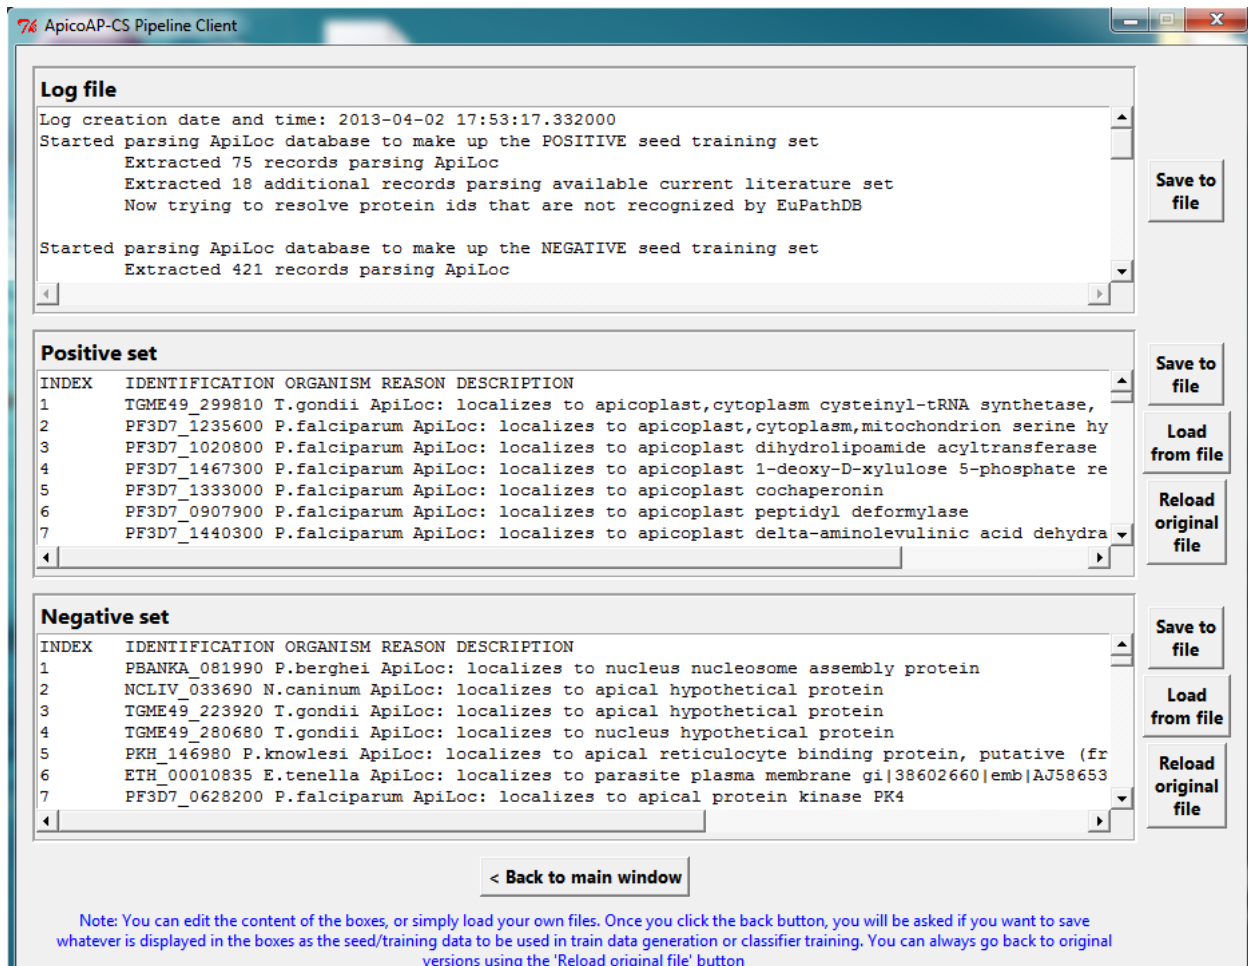 ApicoAP-CS Pipeline Client
Log file
Log creation date and time: 2013-04-02 17:53:17.332000
Started parsing ApiLoc database to make up the POSITIVE seed training set
Extracted 75 records parsing ApiLoc
Extracted 18 additional records parsing available current literature set
Now trying to resolve protein ids that are not recognized by EuPathDB
Started parsing ApiLoc database to make up the NEGATIVE seed training set
Extracted 421 records parsing ApiLoc
Save to
file
Positive set
INDEX IDENTIFICATION ORGANISM REASON DESCRIPTION
1 TGME49_299810 T.gondii ApiLoc: localizes to apicoplast,cytoplasm cysteinyl-tRNA synthetase,
2 PF3D7_1235600 P.falciparum ApiLoc: localizes to apicoplast,cytoplasm,mitochondrion serine hy
3 PF3D7_1020800 P.falciparum ApiLoc: localizes to apicoplast dihydrolipoamide acyltransferase
4 PF3D7_1467300 P.falciparum ApiLoc: localizes to apicoplast 1-deoxy-D-xylulose 5-phosphate re
5 PF3D7_1333000 P.falciparum ApiLoc: localizes to apicoplast cochaperonin
6 PF3D7_0907900 P.falciparum ApiLoc: localizes to apicoplast peptidyl deformylase
7 PF3D7_1440300 P.falciparum ApiLoc: localizes to apicoplast delta-aminolevulinic acid dehydra
Save to
file
Load
from file
Reload
original
file
Negative set
INDEX IDENTIFICATION ORGANISM REASON DESCRIPTION
1 PBANKA_081990 P.berghei ApiLoc: localizes to nucleus nucleosome assembly protein
2 NCLIV_033690 N.caninum ApiLoc: localizes to apical hypothetical protein
3 TGME49_223920 T.gondii ApiLoc: localizes to apical hypothetical protein
4 TGME49_280680 T.gondii ApiLoc: localizes to nucleus hypothetical protein
5 PKH_146980 P.knowlesi ApiLoc: localizes to apical reticulocyte binding protein, putative (fr
6 ETH_00010835 E.tenella ApiLoc: localizes to parasite plasma membrane gi|38602660|emb|AJ58653
7 PF3D7_0628200 P.falciparum ApiLoc: localizes to apical protein kinase PK4
Save to
file
Load
from file
Reload
original
file
< Back to main window
Note: You can edit the content of the boxes, or simply load your own files. Once you click the back button, you will be asked if you want to save
whatever is displayed in the boxes as the seed/training data to be used in train data generation or classifier training. You can always go back to original
versions using the 'Reload original file' button